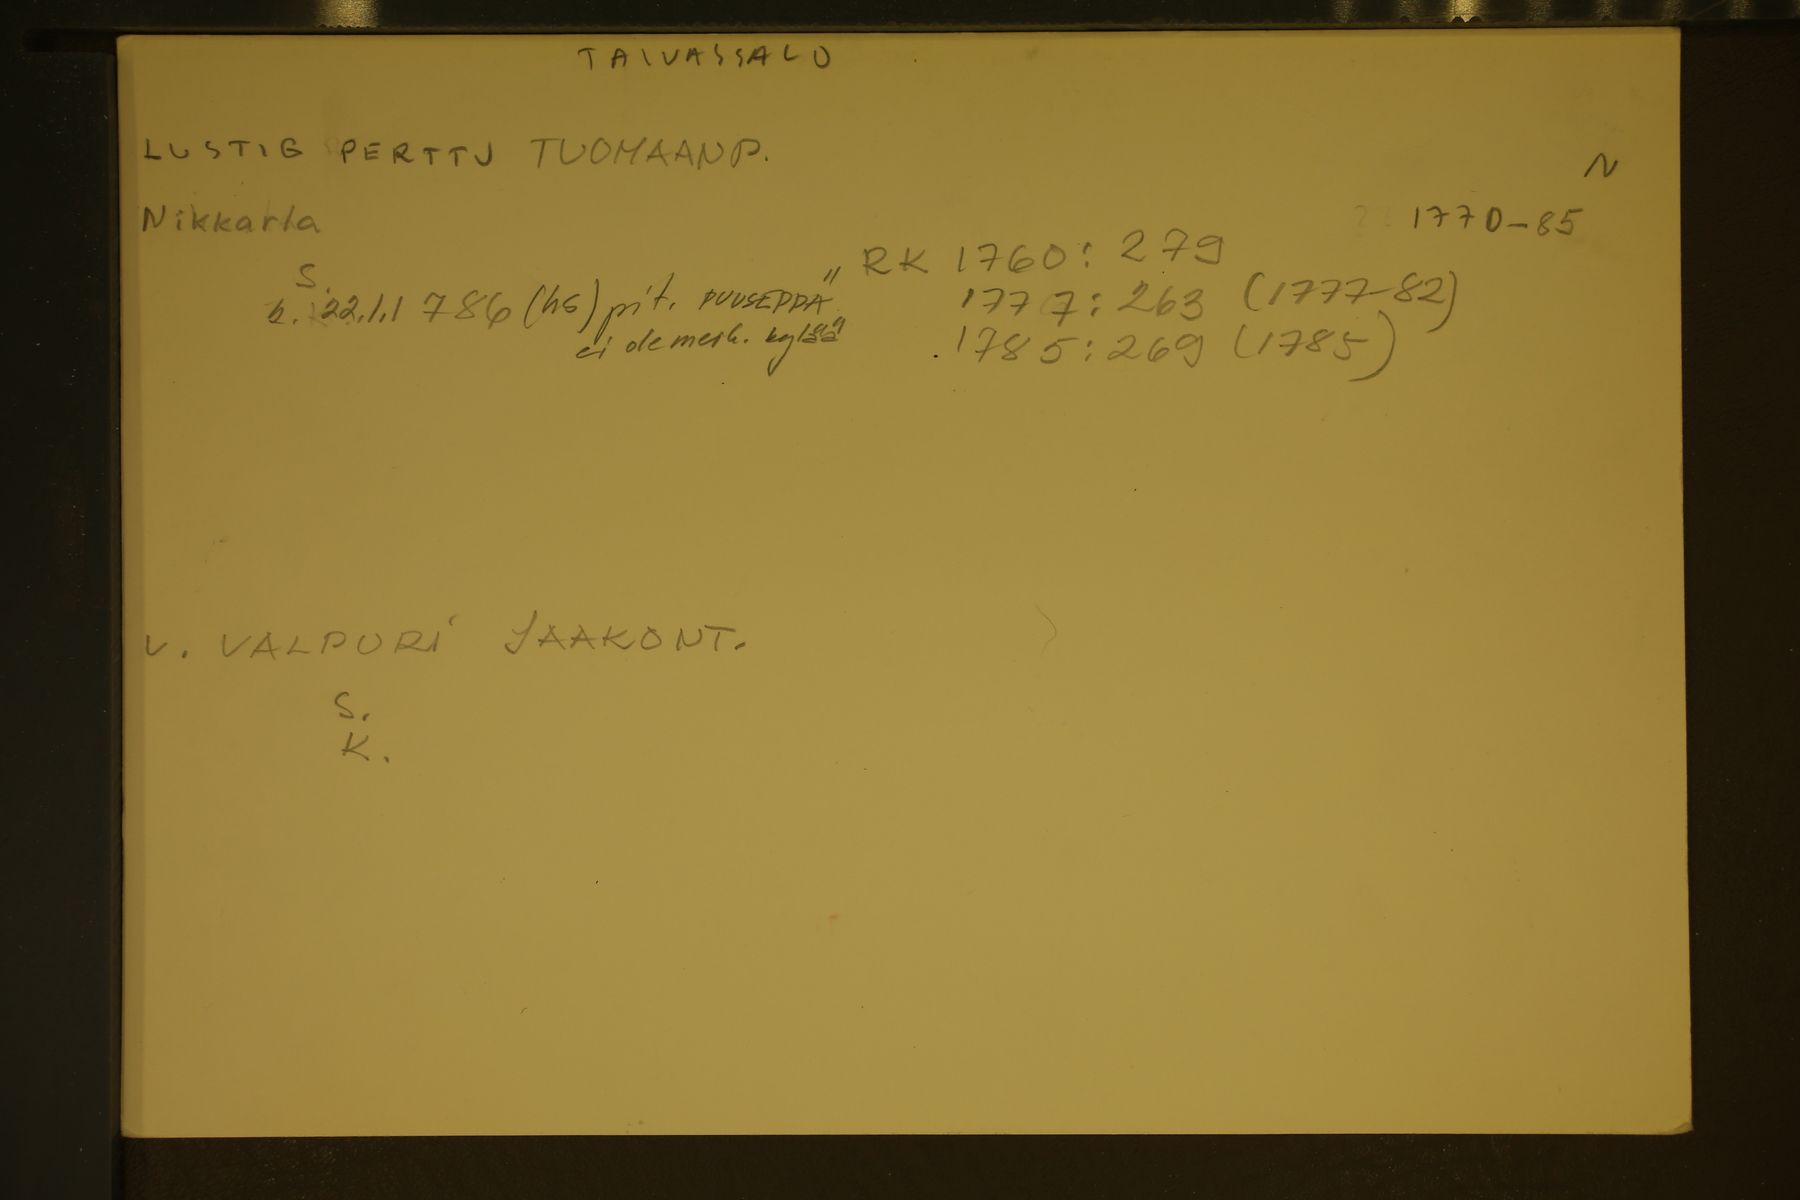 TAIVASSALO
LUSTIG PERTTU TUOMAANP.
N
Nikkarla
1770-85
S.
RK 1760: 279
k. 22.1.1786 (hs) pit. PUUSEPPÄ"
1777: 263 (1777-82)
ei ole merk. kylää"
1785: 269 (1785)
V. VALPURI JAAKONT.
S.
K.